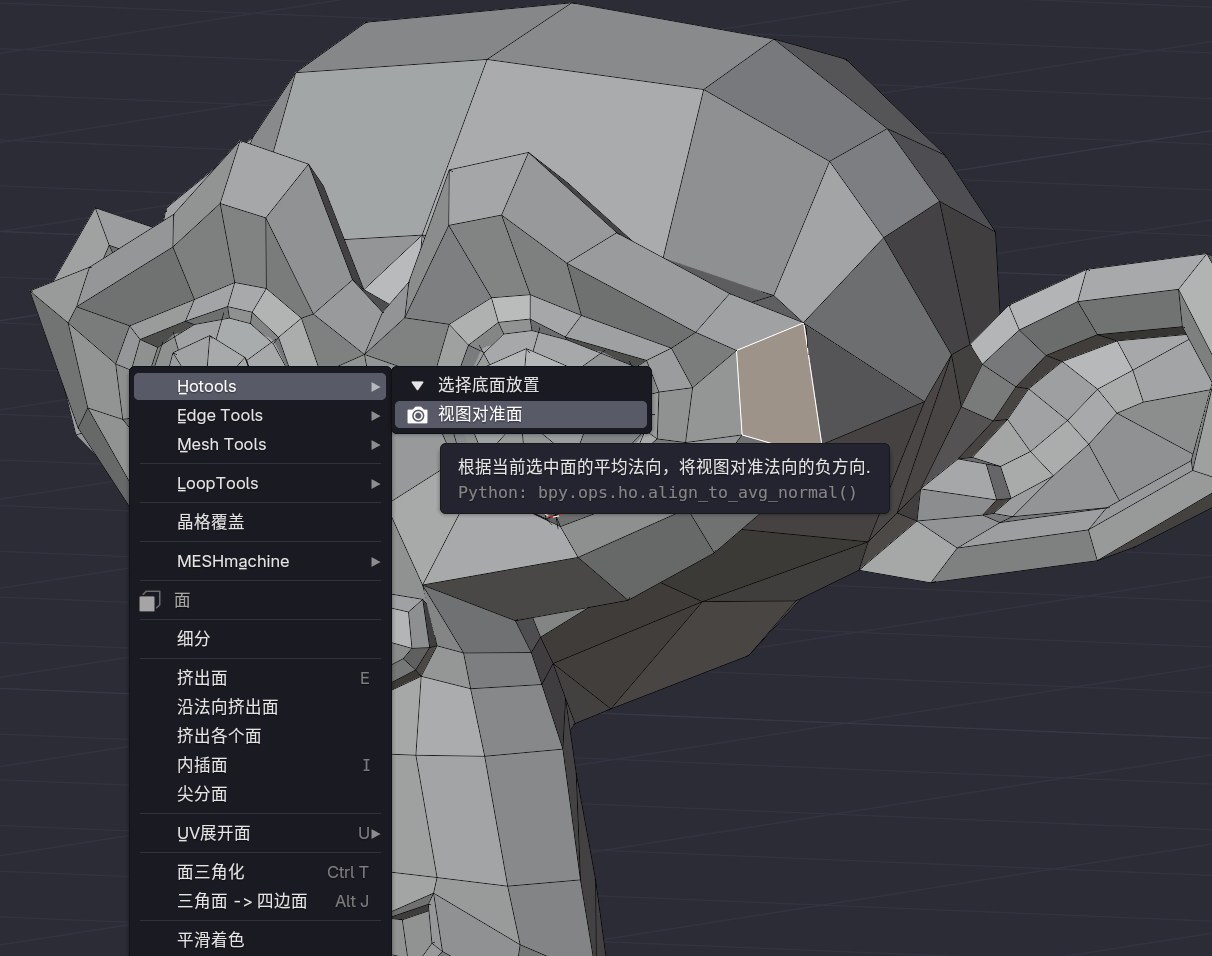 Hotools
选择底面放置
视图对准面
Edge Tools
Mesh Tools
根据当前选中面的平均法向，将视图对准法向的负方向.
Python: bpy.ops.ho.align_to_avg_normal()
LoopTools
晶格覆盖
MESHmachine
面
细分
挤出面 E
沿法向挤出面
挤出各个面
内插面 I
尖分面
UV展开面 U
面三角化 Ctrl T
三角面 -> 四边面 Alt J
平滑着色